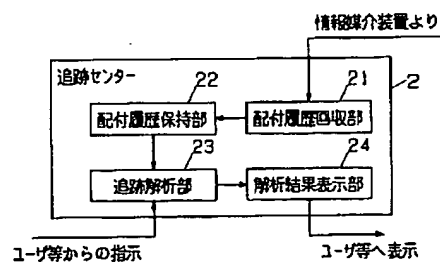 情報媒介装置より
追跡センター
2
22
21
配付履歴保持部
配付履歴回収部
23
24
追跡解析部
解析結果表示部
ユーザ等からの指示
ユーザ等へ表示